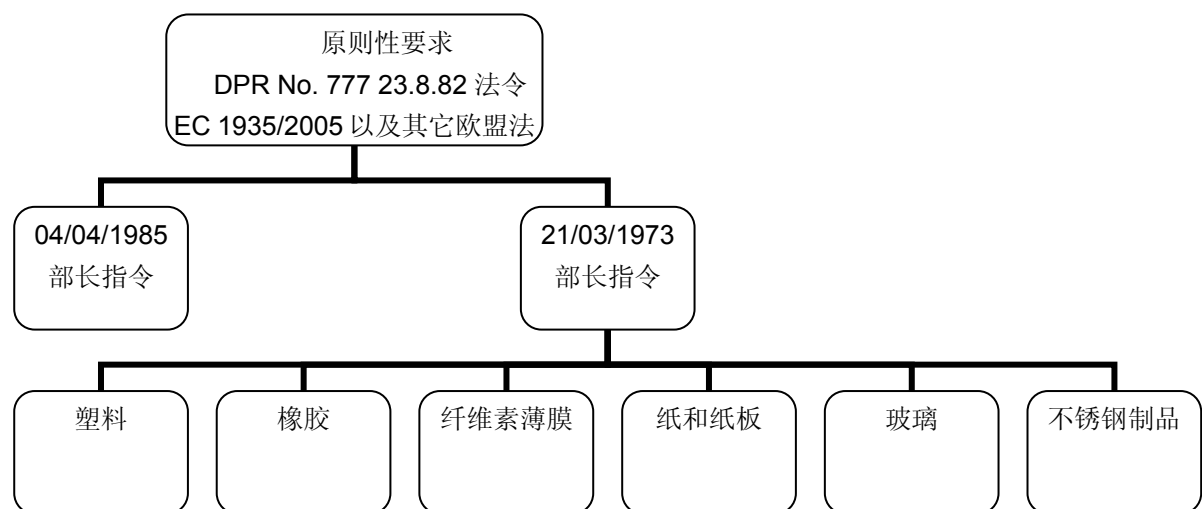 原则性要求
DPR No. 777 23.8.82 法令
EC 1935/2005 以及其它欧盟法
04/04/1985
部长指令
21/03/1973
部长指令
塑料
橡胶
纤维素薄膜
纸和纸板
玻璃
不锈钢制品